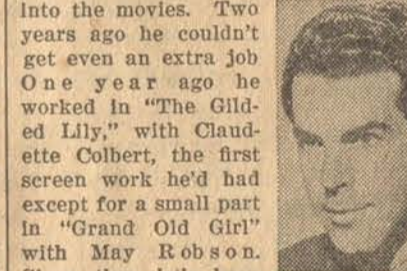 into the movies. Two
years ago he couldn't
get even an extra job
One year ago he
worked in "The Gild-
ed Lily," with Claud-
ette Colbert, the first
screen work he'd had
except for a small part
in "Grand Old Girl"
with May Robson.